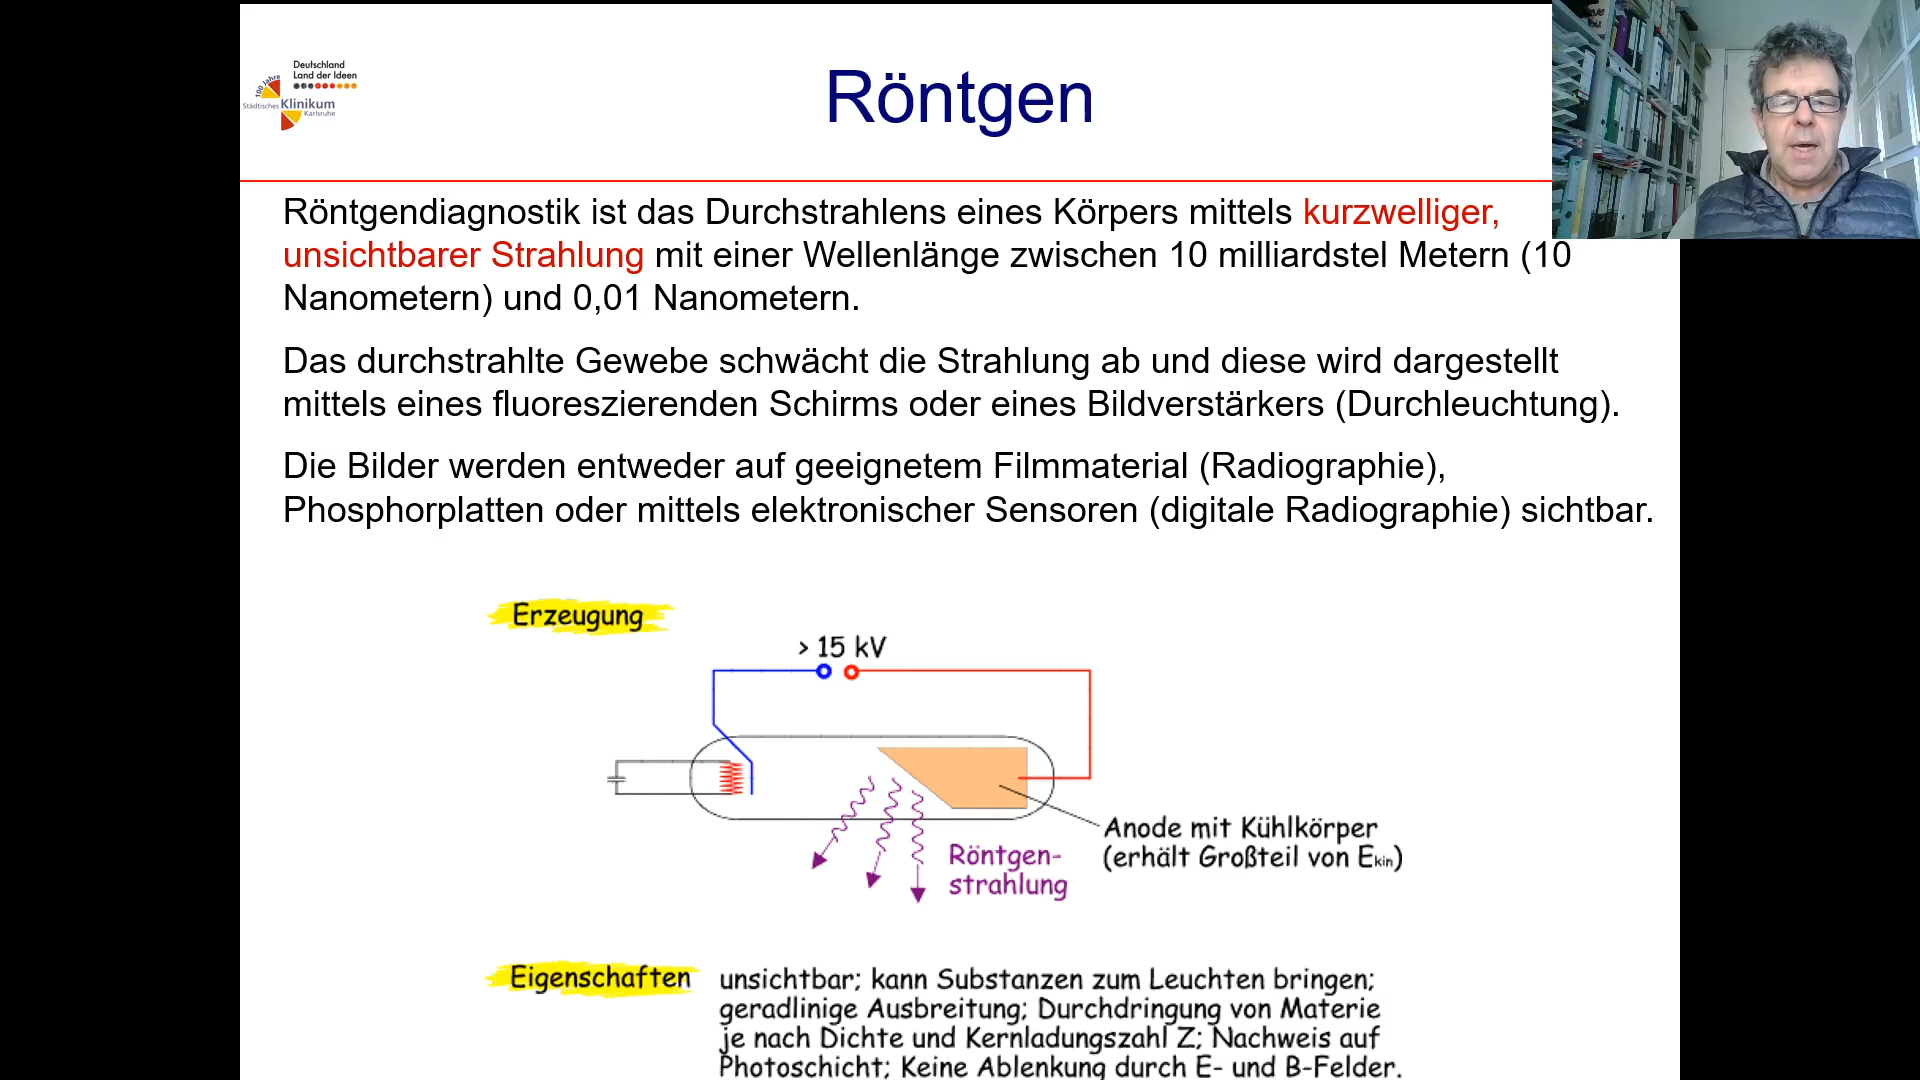 Deutschland
Land der Ideen
100 Jahre
Städtisches Klinikum
Karlsruhe
Röntgen
Röntgendiagnostik ist das Durchstrahlens eines Körpers mittels kurzwelliger,
unsichtbarer Strahlung mit einer Wellenlänge zwischen 10 milliardstel Metern (10
Nanometern) und 0,01 Nanometern.
Das durchstrahlte Gewebe schwächt die Strahlung ab und diese wird dargestellt
mittels eines fluoreszierenden Schirms oder eines Bildverstärkers (Durchleuchtung).
Die Bilder werden entweder auf geeignetem Filmmaterial (Radiographie),
Phosphorplatten oder mittels elektronischer Sensoren (digitale Radiographie) sichtbar.
Erzeugung
> 15 kV
Anode mit Kühlkörper
(erhält Großteil von Ekin)
Röntgen-
strahlung
Eigenschaften
unsichtbar; kann Substanzen zum Leuchten bringen;
geradlinige Ausbreitung; Durchdringung von Materie
je nach Dichte und Kernladungszahl Z; Nachweis auf
Photoschicht; Keine Ablenkung durch E- und B-Felder.